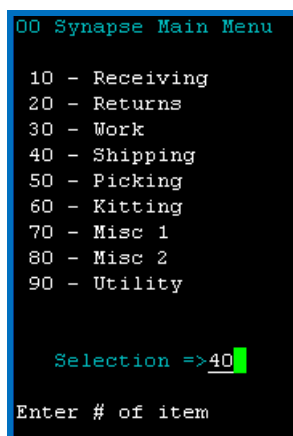 00 Synapse Main Menu
10 - Receiving
20 - Returns
30 - Work
40 - Shipping
50 - Picking
60 - Kitting
70 - Misc 1
80 - Misc 2
90 - Utility
Selection =>40
Enter # of item